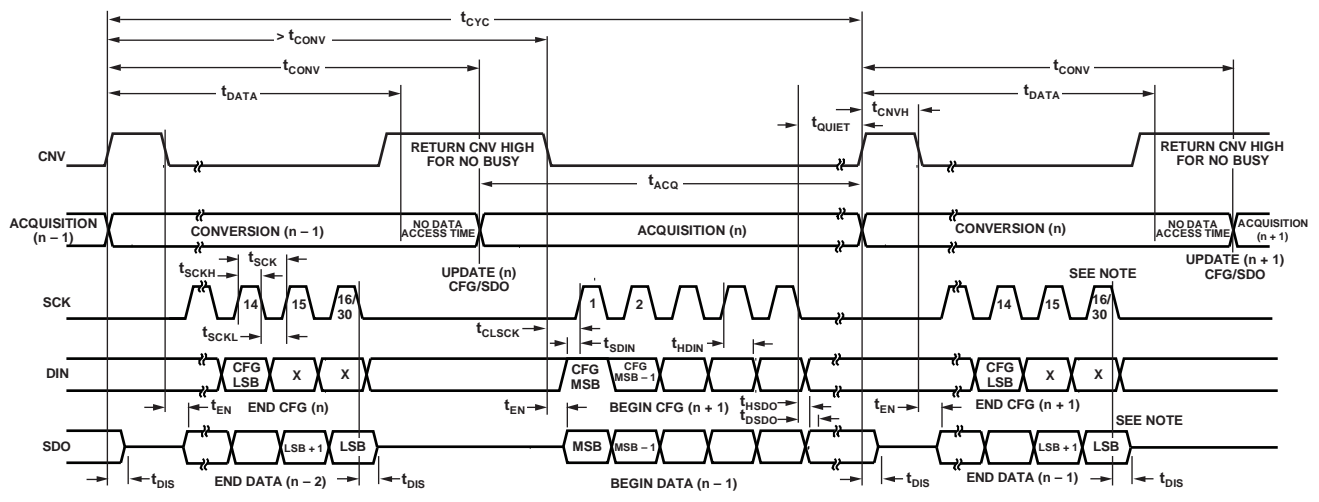 tCYC
> tCONV
tCONV
tCONV
tDATA
tDATA
tCNVH
tQUIET
CNV
RETURN CNV HIGH
FOR NO BUSY
RETURN CNV HIGH
FOR NO BUSY
tACQ
ACQUISITION
(n – 1)
CONVERSION (n – 1)
NO DATA
ACCESS TIME
ACQUISITION (n)
CONVERSION (n)
NO DATA
ACCESS TIME
ACQUISITION
(n + 1)
UPDATE (n)
CFG/SDO
UPDATE (n + 1)
CFG/SDO
tSCK
tSCKH
SEE NOTE
SCK
14
15
16/
30
1
2
14
15
16/
30
tSCKL
tCLSCK
tSDIN
tHDIN
DIN
CFG
LSB
X
X
CFG
MSB
CFG
MSB – 1
CFG
LSB
X
X
tEN
END CFG (n)
tEN
BEGIN CFG (n + 1)
tHSDO
tDSDO
tEN
END CFG (n + 1)
SEE NOTE
SDO
LSB + 1
LSB
MSB
MSB – 1
LSB + 1
LSB
tDIS
END DATA (n – 2)
tDIS
BEGIN DATA (n – 1)
tDIS
END DATA (n – 1)
tDIS